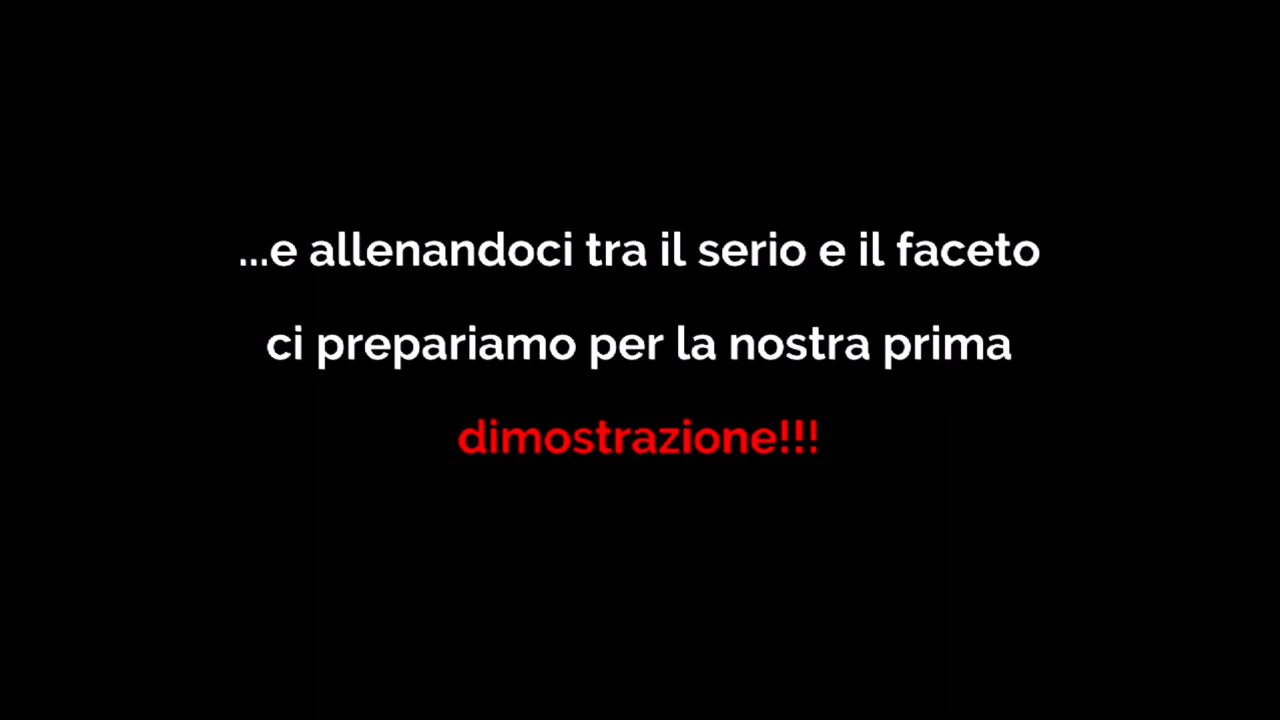 ...e allenandoci tra il serio e il faceto
ci prepariamo per la nostra prima
dimostrazione!!!